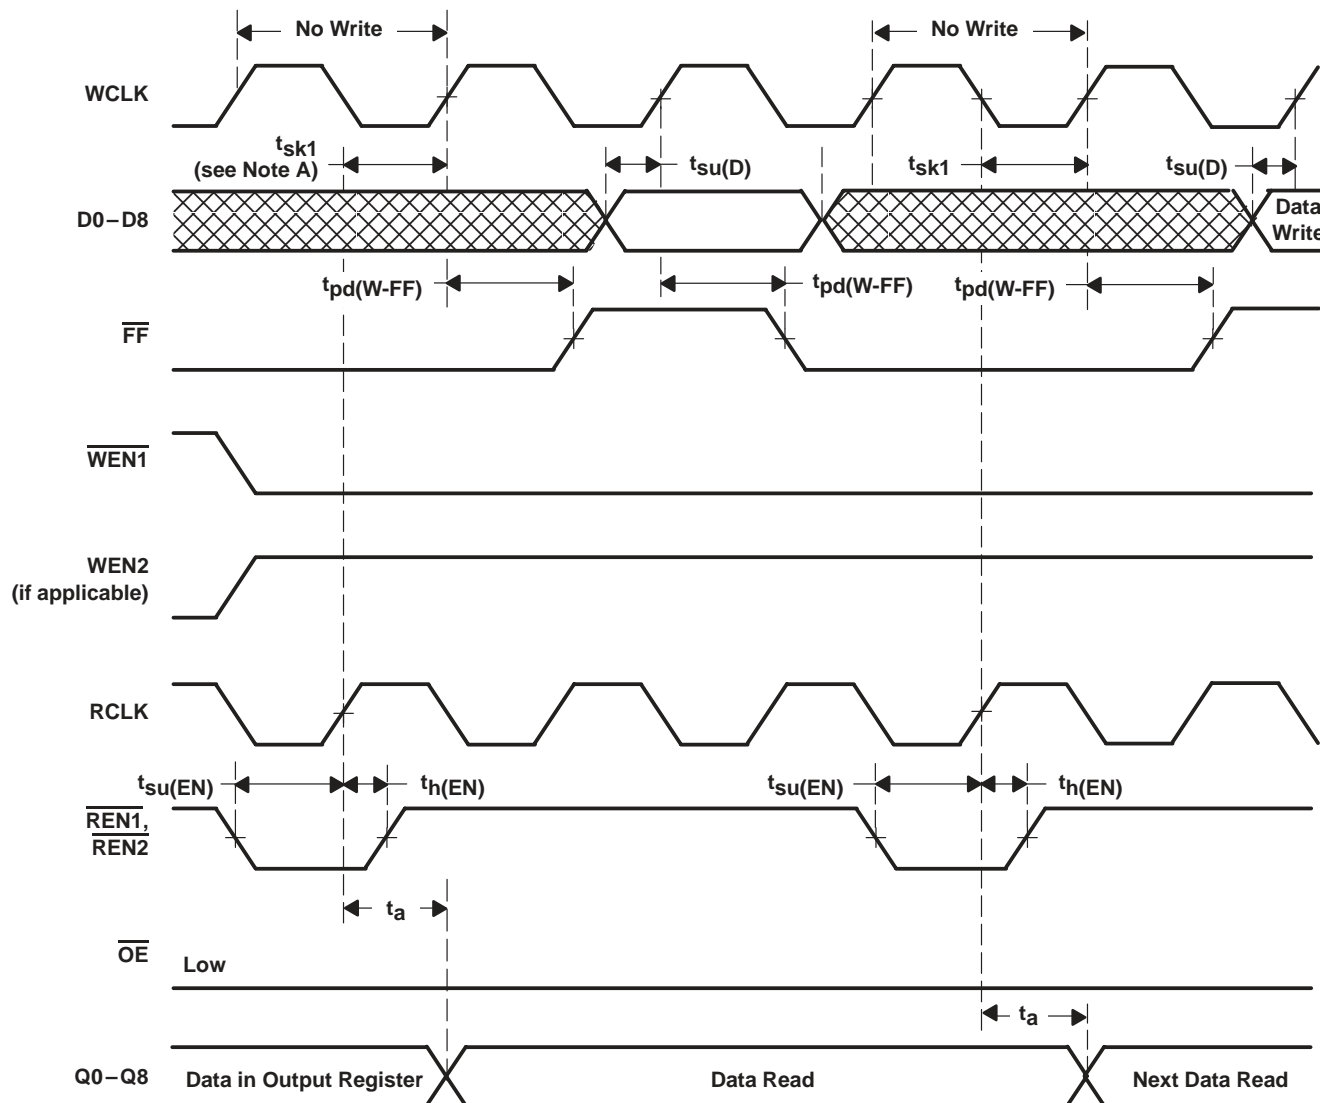 No Write
No Write
WCLK
tsk1
(see Note A)
tsu(D)
tsk1
tsu(D)
D0–D8
Data
Write
tpd(W-FF)
tpd(W-FF)
tpd(W-FF)
FF
WEN1
WEN2
(if applicable)
RCLK
tsu(EN)
th(EN)
tsu(EN)
th(EN)
REN1,
REN2
ta
OE
Low
ta
Q0–Q8
Data in Output Register
Data Read
Next Data Read